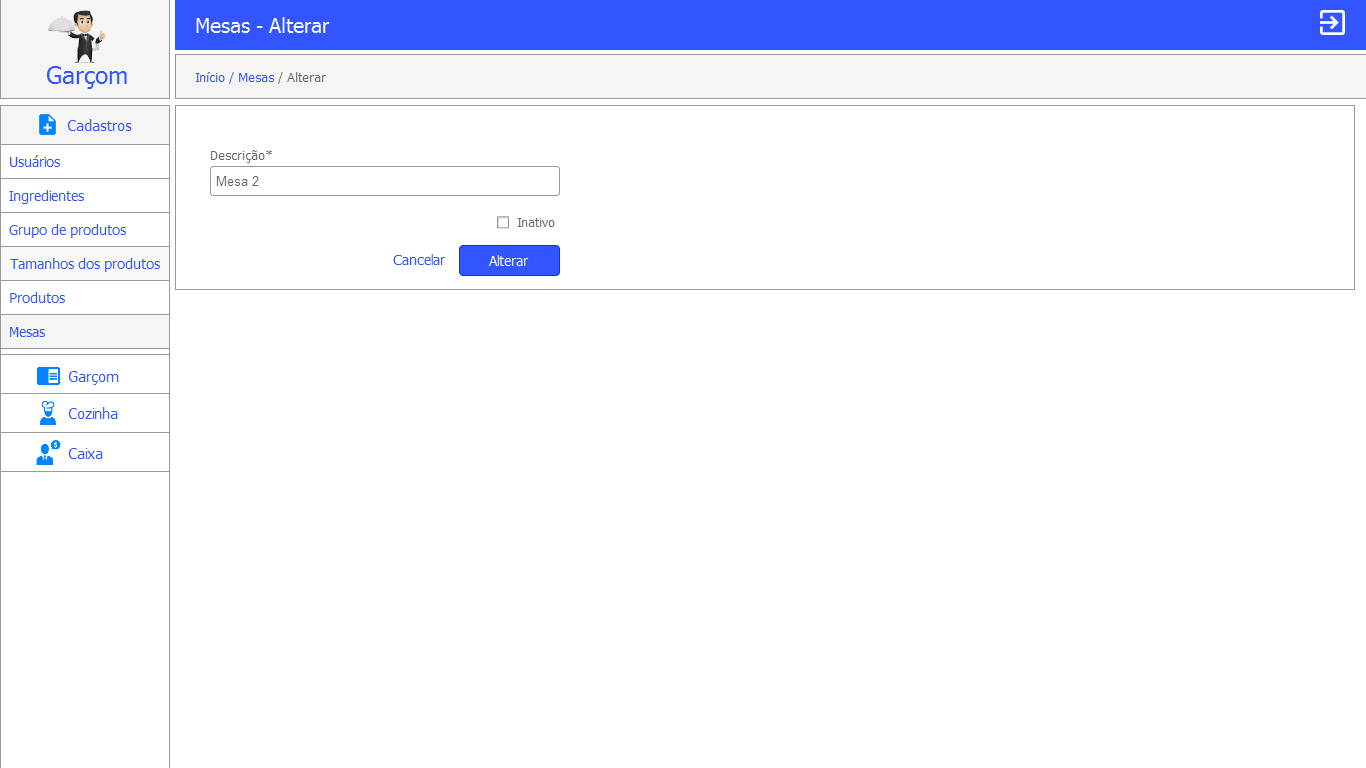 Garçom
Mesas - Alterar
Início / Mesas / Alterar
Cadastros
Usuários
Ingredientes
Grupo de produtos
Tamanhos dos produtos
Produtos
Mesas
Garçom
Cozinha
Caixa
Descrição*
Mesa 2
Inativo
Cancelar
Alterar